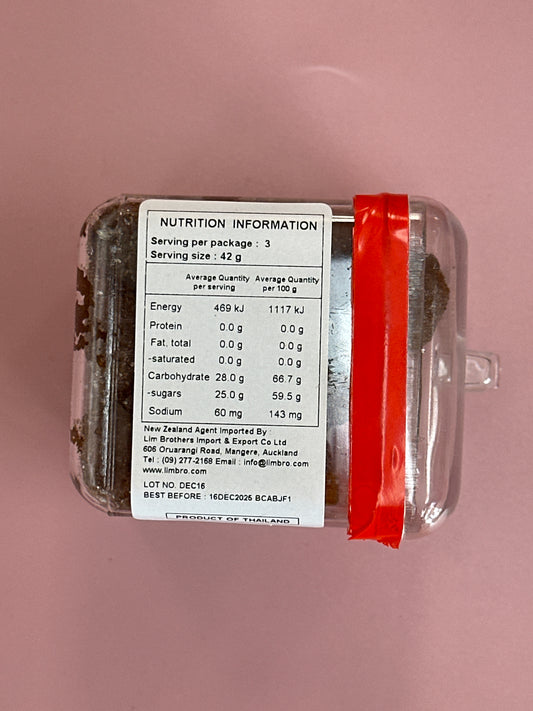 NUTRITION INFORMATION
Serving per package : 3
Serving size : 42 g
Average Quantity per serving Average Quantity per 100 g
Energy 469 kJ 1117 kJ
Protein 0.0 g 0.0 g
Fat, total 0.0 g 0.0 g
-saturated 0.0 g 0.0 g
Carbohydrate 28.0 g 66.7 g
-sugars 25.0 g 59.5 g
Sodium 60 mg 143 mg
New Zealand Agent Imported By :
Lim Brothers Import & Export Co Ltd
606 Oruarangi Road, Mangere, Auckland
Tel : (09) 277-2168 Email : info@limbro.com
www.limbro.com
LOT NO. DEC16
BEST BEFORE : 16DEC2025 BCABJF1
PRODUCT OF THAILAND